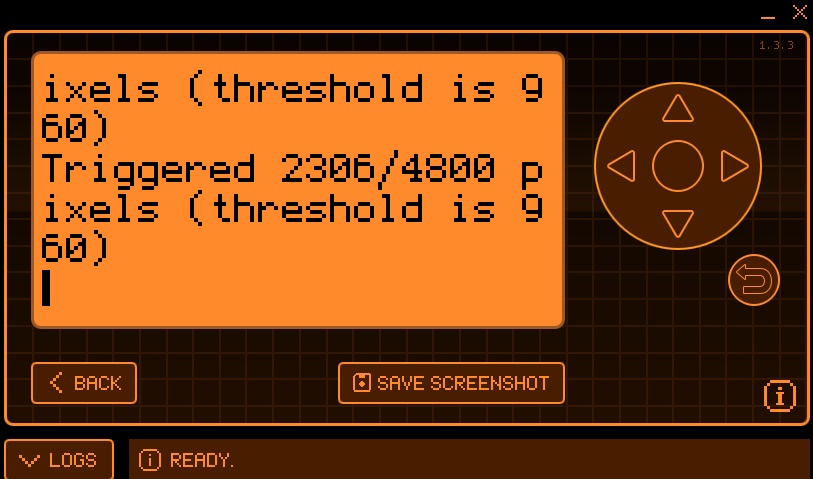 1.3.3
ixels (threshold is 9
60)
Triggered 2306/4800 p
ixels (threshold is 9
60)
BACK
SAVE SCREENSHOT
LOGS
READY.